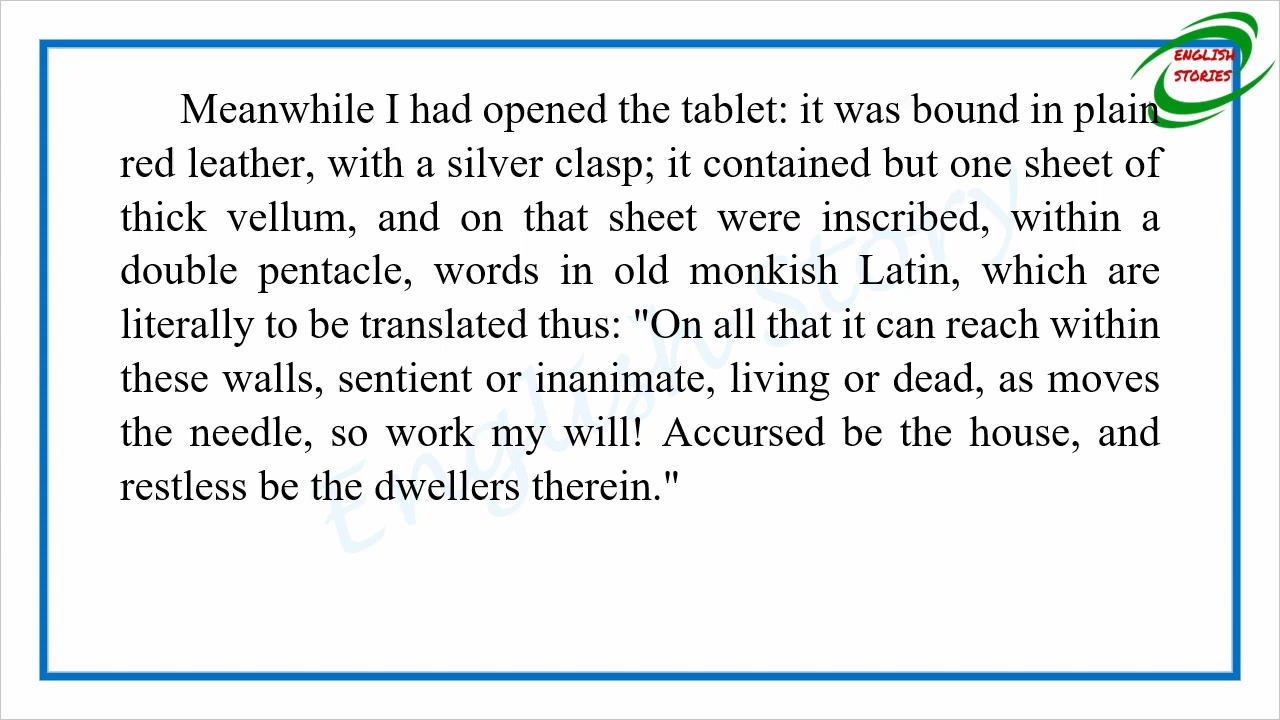 ENGLISH
STORIES
Meanwhile I had opened the tablet: it was bound in plain
red leather, with a silver clasp; it contained but one sheet of
thick vellum, and on that sheet were inscribed, within a
double pentacle, words in old monkish Latin, which are
literally to be translated thus: "On all that it can reach within
these walls, sentient or inanimate, living or dead, as moves
the needle, so work my will! Accursed be the house, and
restless be the dwellers therein."
English Story